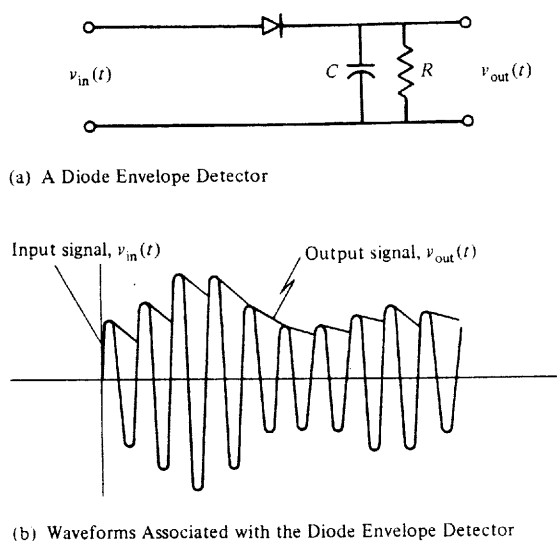 v_in(t)
C
R
v_out(t)
(a) A Diode Envelope Detector
Input signal, v_in(t)
Output signal, v_out(t)
(b) Waveforms Associated with the Diode Envelope Detector